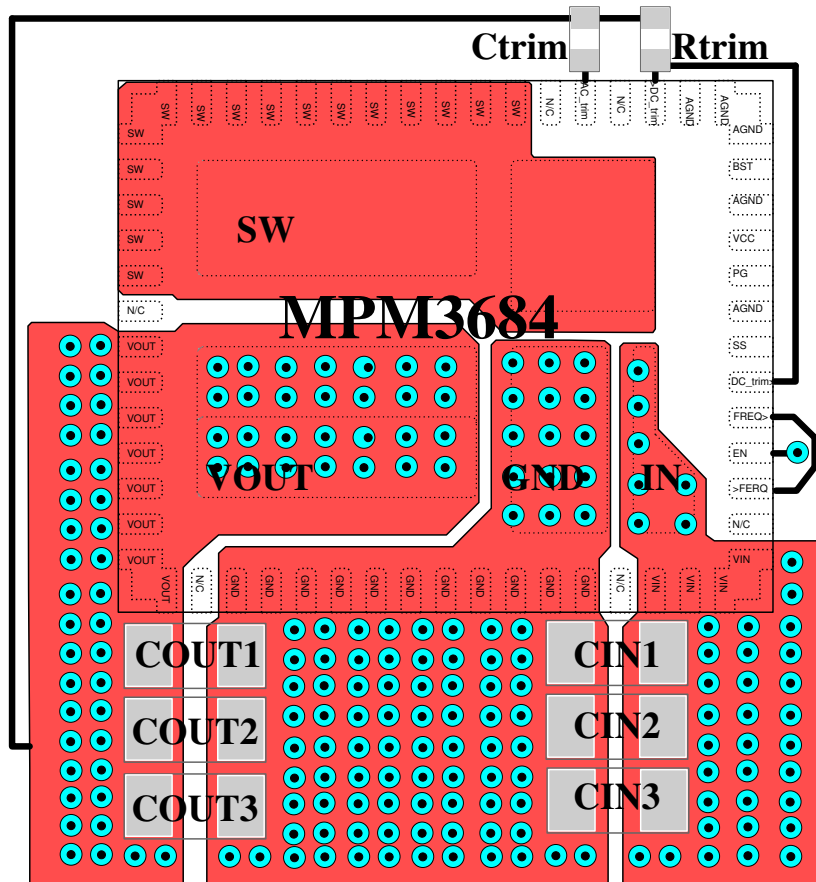 Ctrim Rtrim
SW SW SW SW SW SW SW SW SW SW SW N/C AC_trim N/C >DC_trim AGND AGND
SW AGND
SW BST
SW AGND
SW VCC
SW
SW PG
N/C AGND
MPM3684
VOUT SS
VOUT DC_trim>
VOUT FREQ>
VOUT EN
VOUT GND IN
VOUT >FERQ
VOUT N/C
VOUT VIN
VOUT N/C GND GND GND GND GND GND GND GND GND GND GND N/C VIN VIN VIN
COUT1 CIN1
COUT2 CIN2
COUT3 CIN3